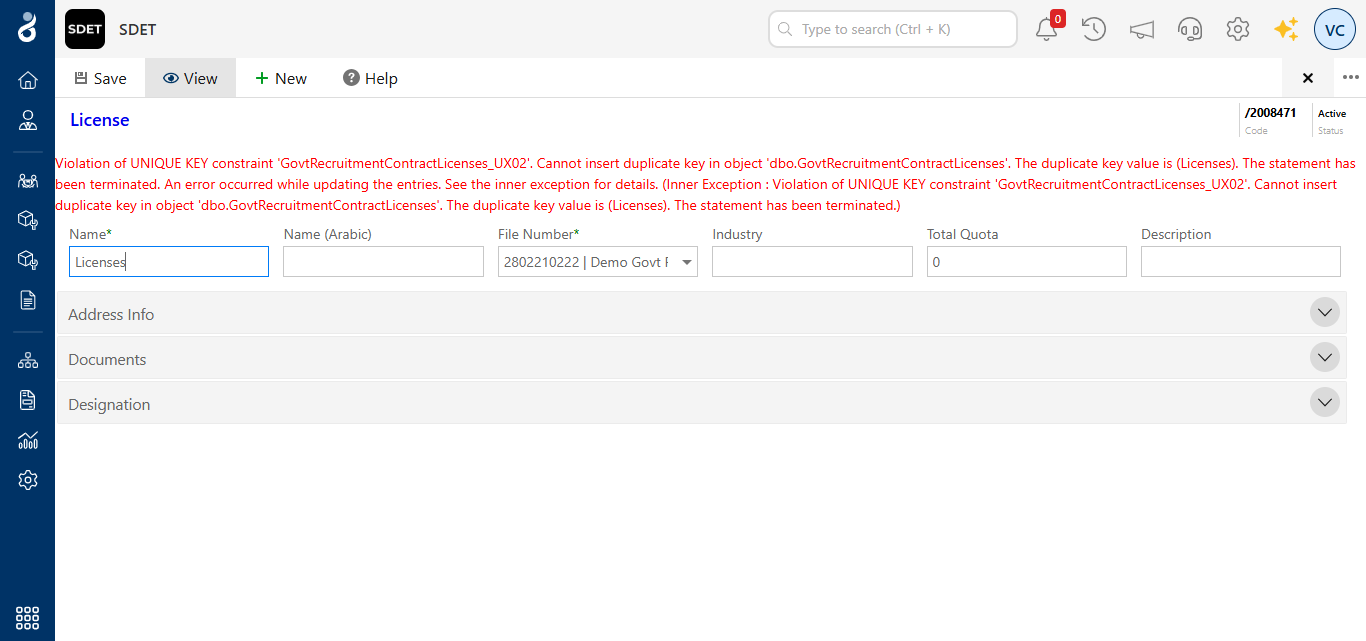 SDET SDET Type to search (Ctrl + K) 0 VC
Save View + New ? Help
License /2008471 Active
Code Status
Violation of UNIQUE KEY constraint 'GovtRecruitmentContractLicenses_UX02'. Cannot insert duplicate key in object 'dbo.GovtRecruitmentContractLicenses'. The duplicate key value is (Licenses). The statement has
been terminated. An error occurred while updating the entries. See the inner exception for details. (Inner Exception : Violation of UNIQUE KEY constraint 'GovtRecruitmentContractLicenses_UX02'. Cannot insert
duplicate key in object 'dbo.GovtRecruitmentContractLicenses'. The duplicate key value is (Licenses). The statement has been terminated.)
Name* Name (Arabic) File Number* Industry Total Quota Description
Licenses 2802210222 | Demo Govt 0
Address Info
Documents
Designation